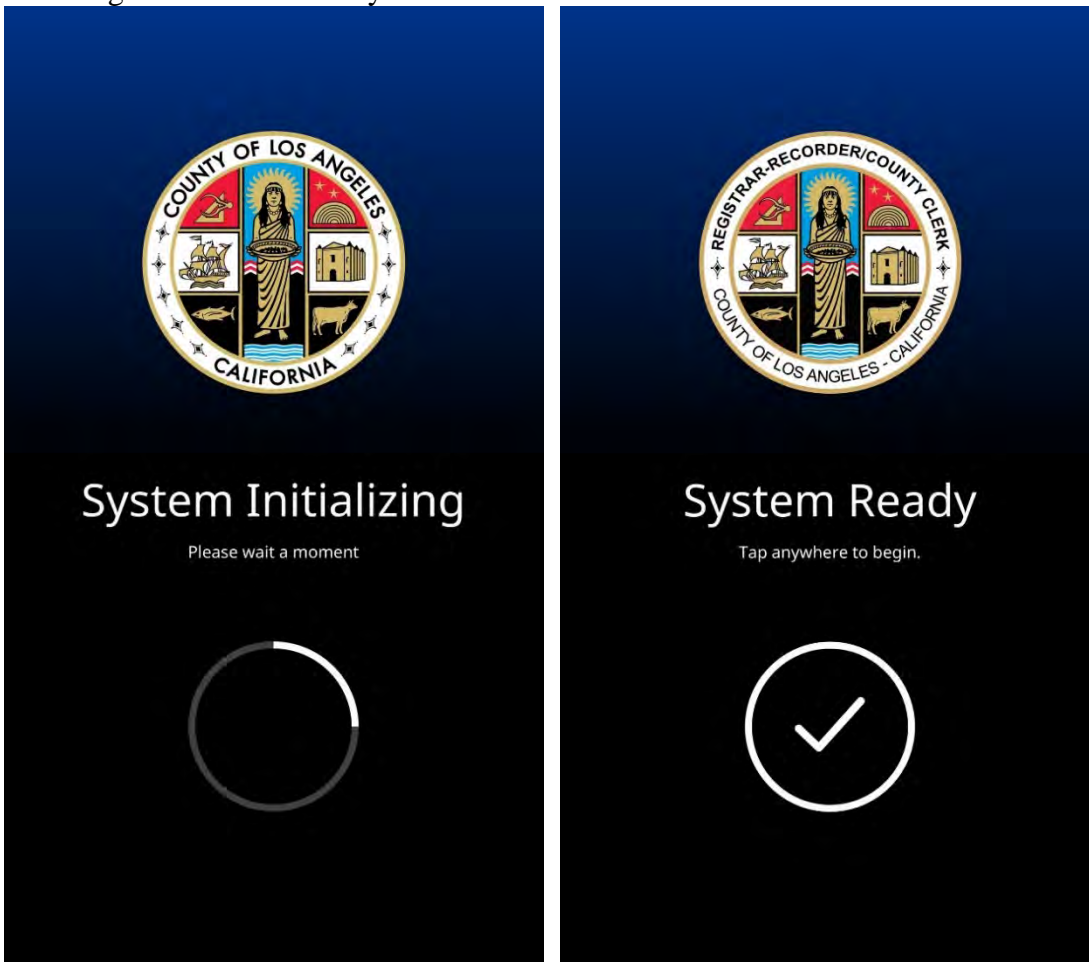 COUNTY OF LOS ANGELES
CALIFORNIA
System Initializing
Please wait a moment
REGISTRAR-RECORDER/COUNTY CLERK
COUNTY OF LOS ANGELES - CALIFORNIA
System Ready
Tap anywhere to begin.